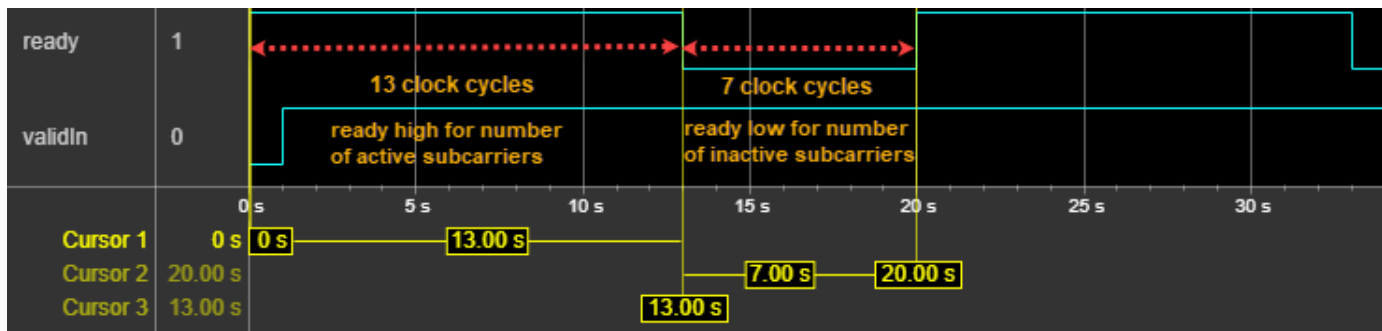 ready 1
13 clock cycles 7 clock cycles
validIn 0
ready high for number ready low for number
of active subcarriers of inactive subcarriers
0 s 5 s 10 s 15 s 20 s 25 s 30 s
Cursor 1 0 s 0 s 13.00 s
Cursor 2 20.00 s 7.00 s 20.00 s
Cursor 3 13.00 s 13.00 s